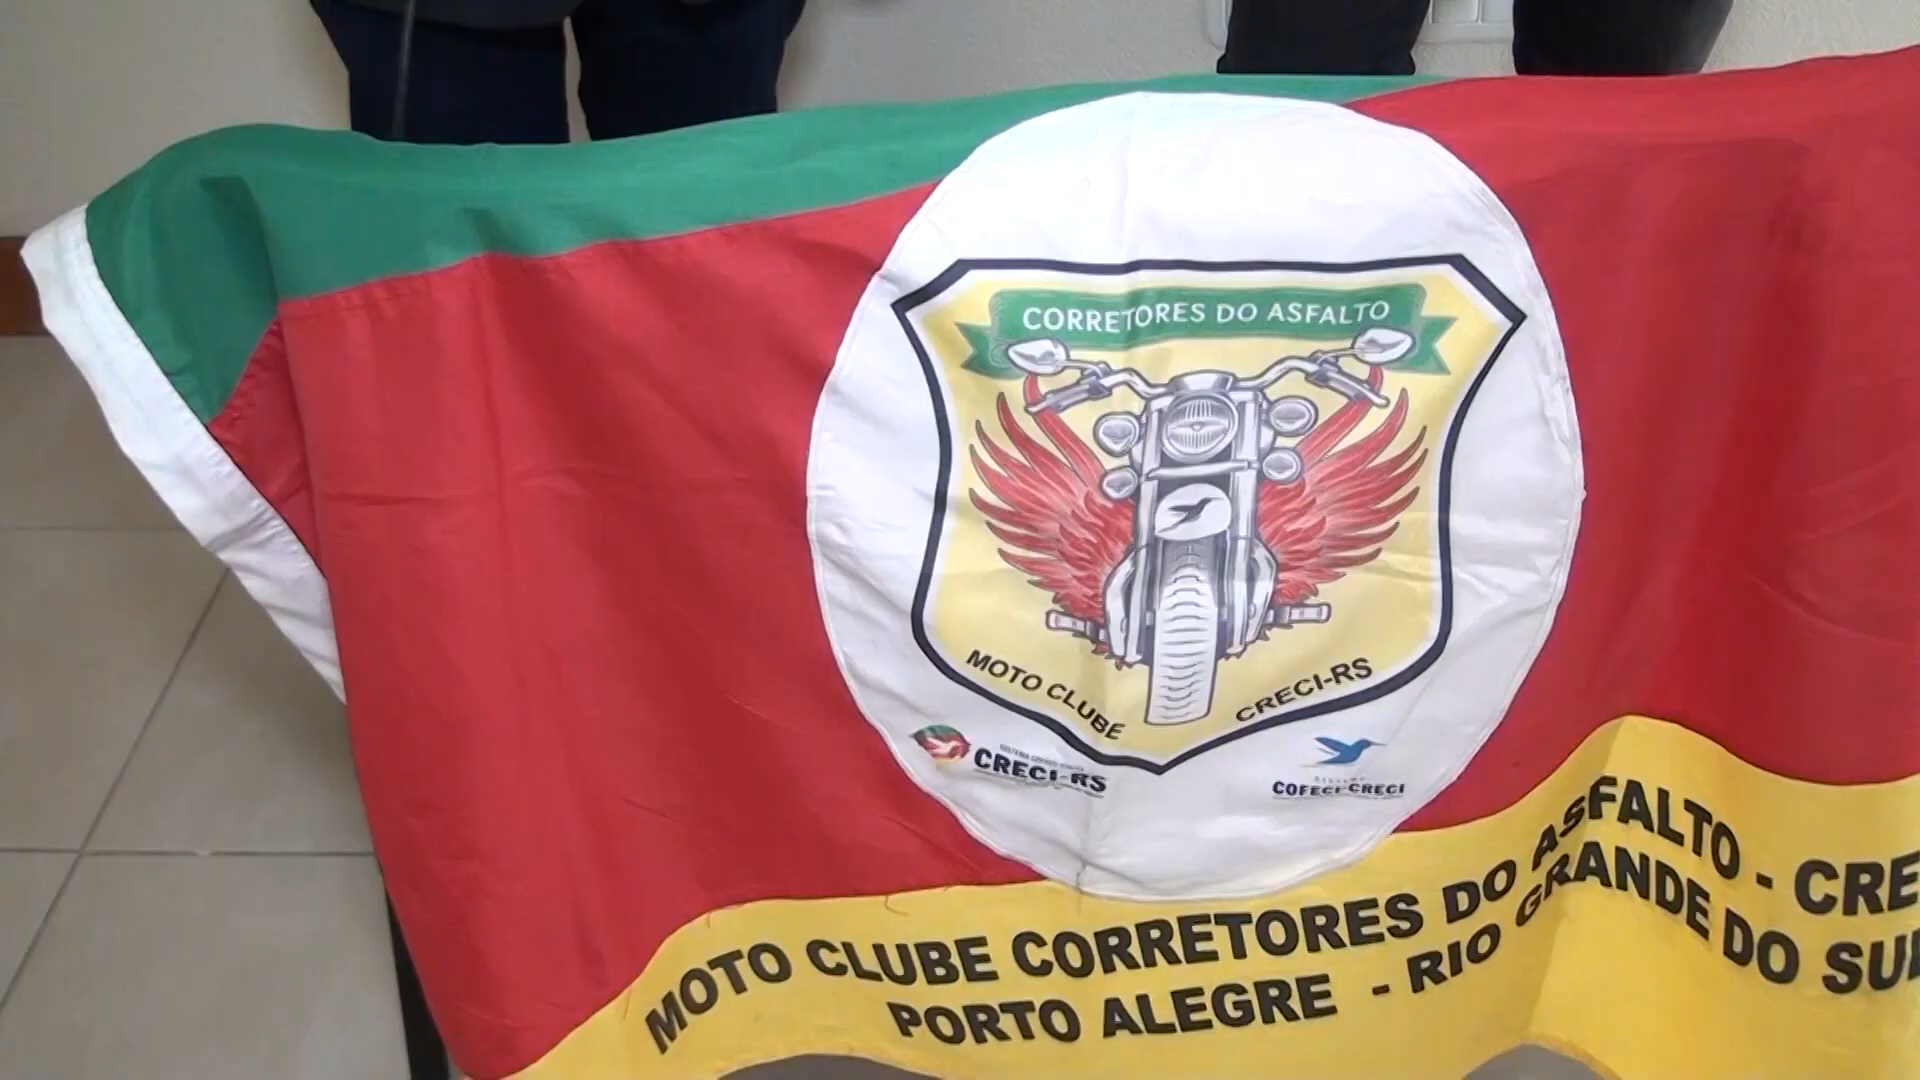 CORRETORES DO ASFALTO
MOTO CLUBE CRECI-RS
CRECI-RS
COFECI-CRECI
MOTO CLUBE CORRETORES DO ASFALTO - CRE
PORTO ALEGRE - RIO GRANDE DO SUL